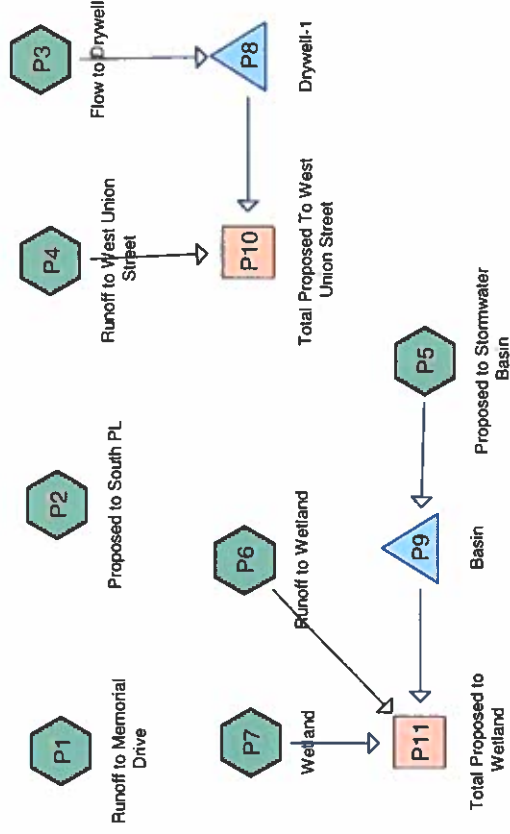 P1
Runoff to Memorial
Drive
P2
Proposed to South PL
P4
Runoff to West Union
Street
P3
Flow to Drywell
P7
Wetland
P6
Runoff to Wetland
P10
Total Proposed To West
Union Street
P8
Drywell-1
P11
Total Proposed to
Wetland
P9
Basin
P5
Proposed to Stormwater
Basin